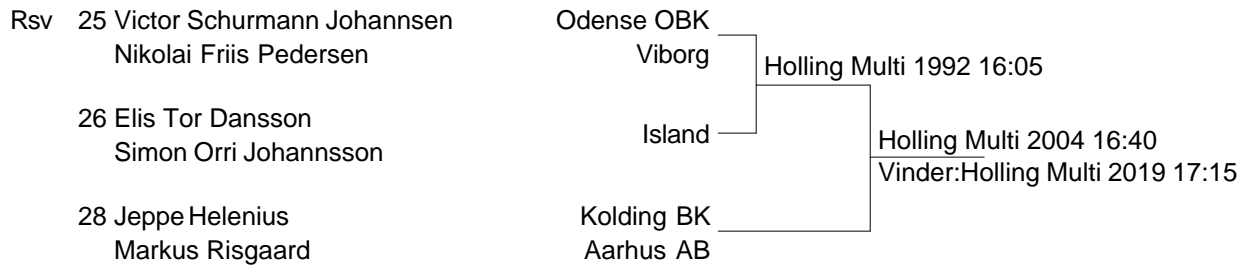 Rsv 25 Victor Schurmann Johannsen Odense OBK
Nikolai Friis Pedersen Viborg
Holling Multi 1992 16:05
26 Elis Tor Dansson
Island
Simon Orri Johannsson
Holling Multi 2004 16:40
Vinder:Holling Multi 2019 17:15
28 Jeppe Helenius Kolding BK
Markus Risgaard Aarhus AB